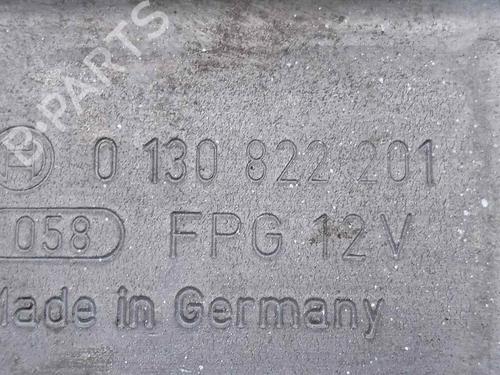 B-PARTS
0 130 822 201
058 FPG 12V
Made in Germany